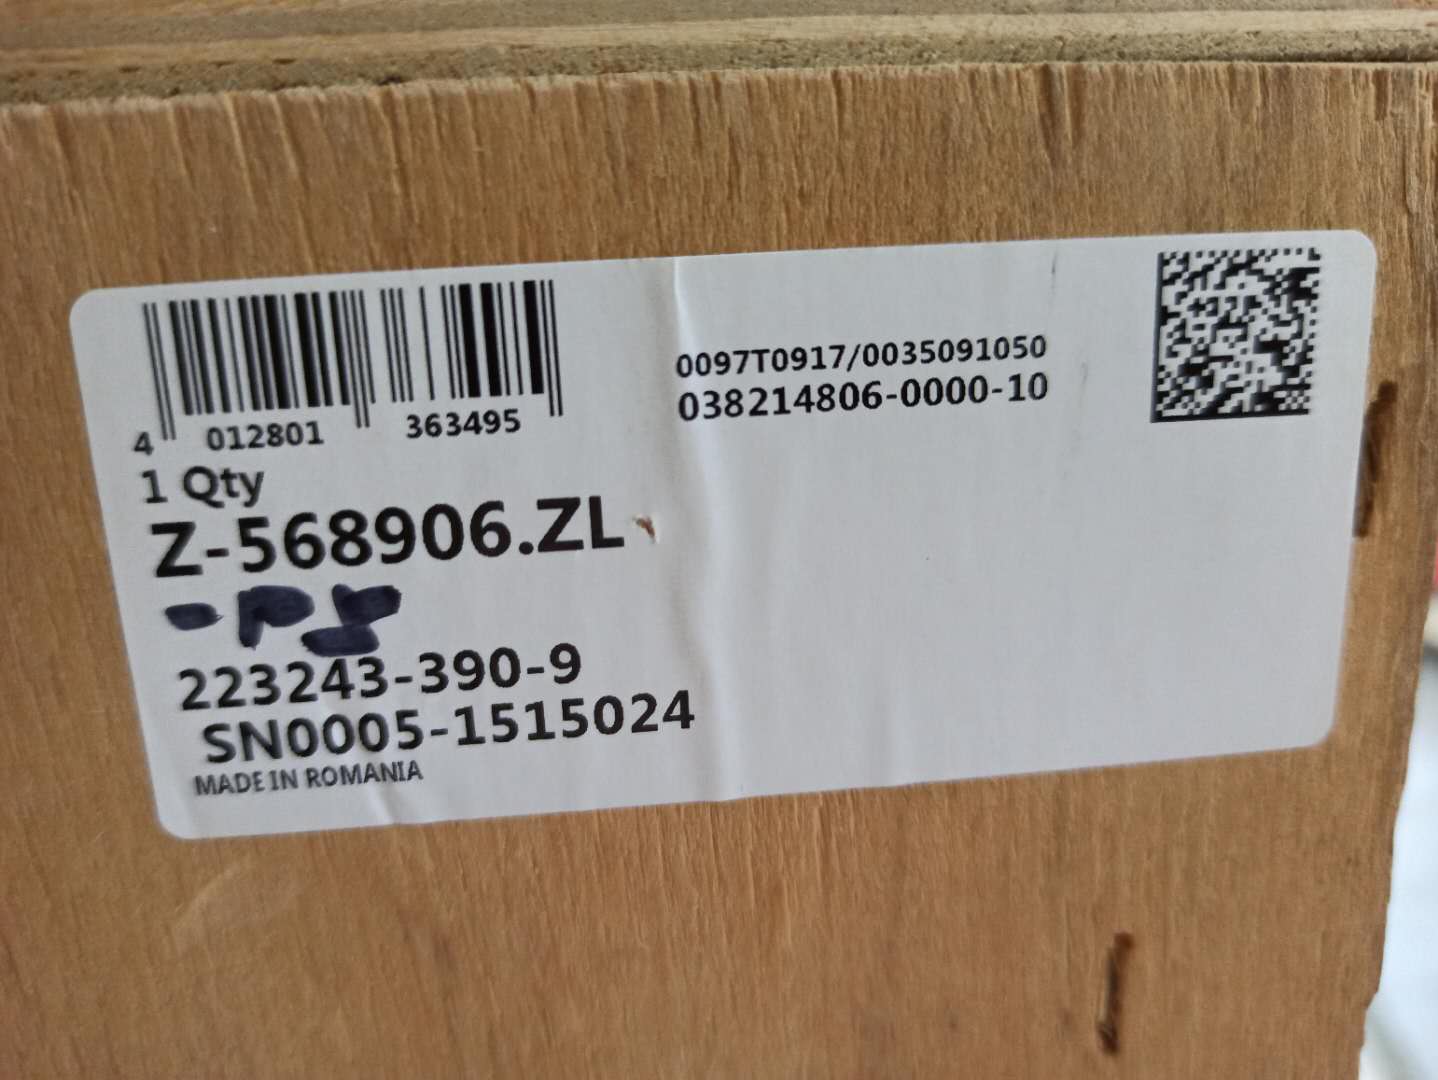 4 012801 363495
0097T0917/0035091050
038214806-0000-10
1 Qty
Z-568906.ZL
223243-390-9
SN0005-1515024
MADE IN ROMANIA